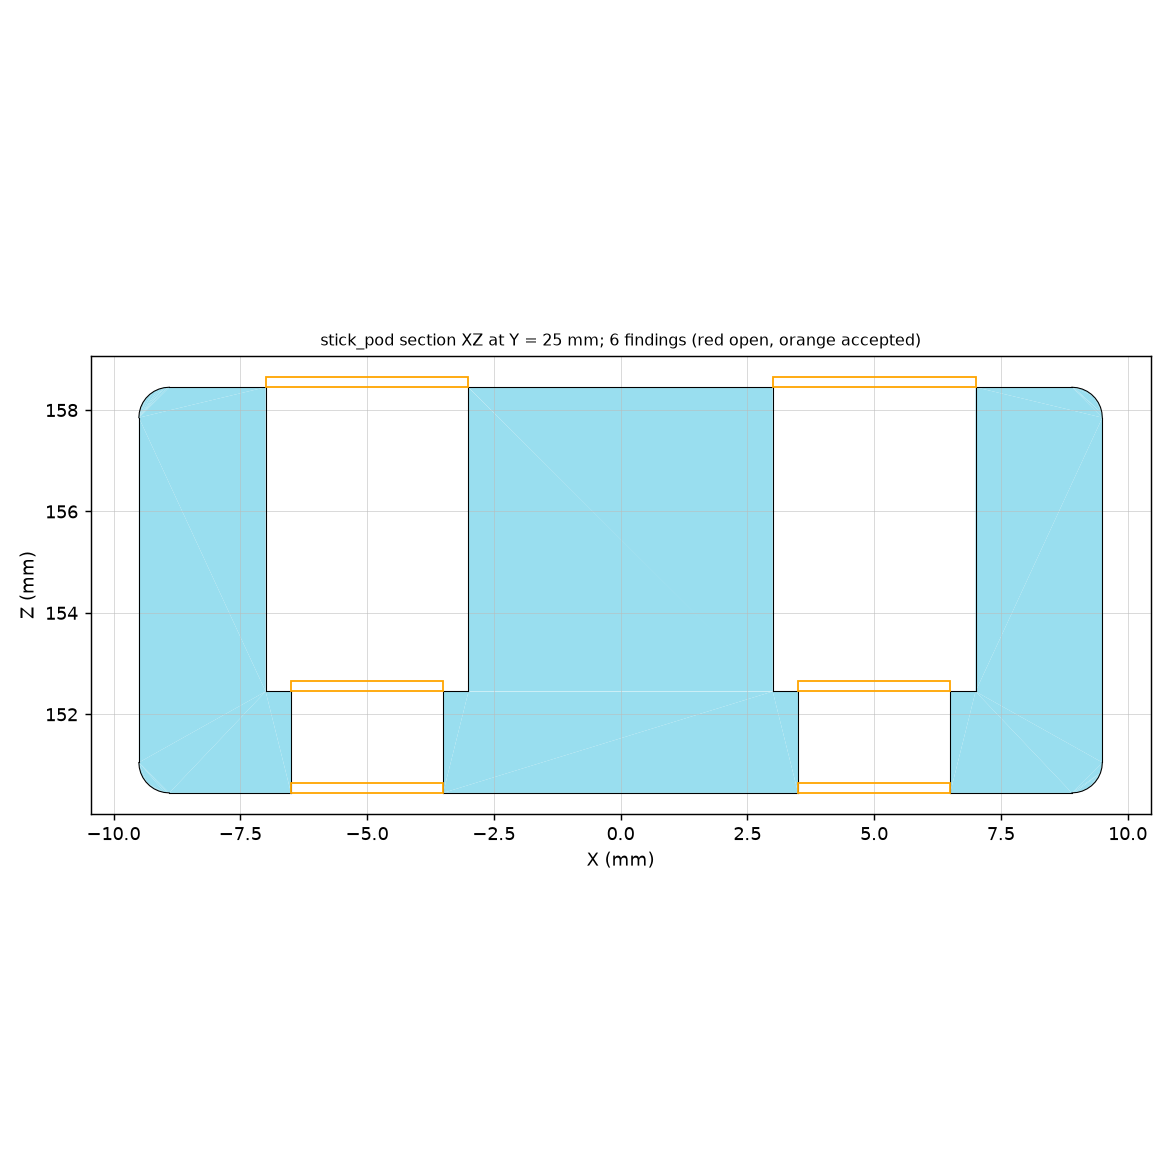 stick_pod section XZ at Y = 25 mm; 6 findings (red open, orange accepted)
158
156
154
152
Z (mm)
−10.0 −7.5 −5.0 −2.5 0.0 2.5 5.0 7.5 10.0
X (mm)